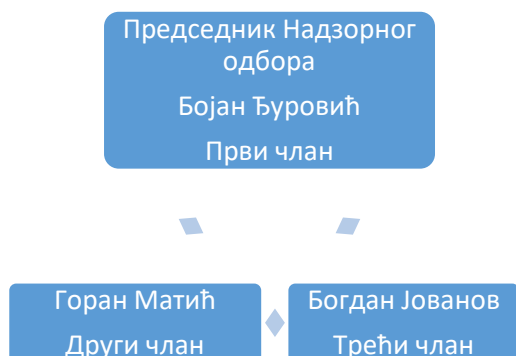 Председник Надзорног
одбора
Бојан Ђуровић
Први члан
Горан Матић
Богдан Јованов
Други члан
Трећи члан